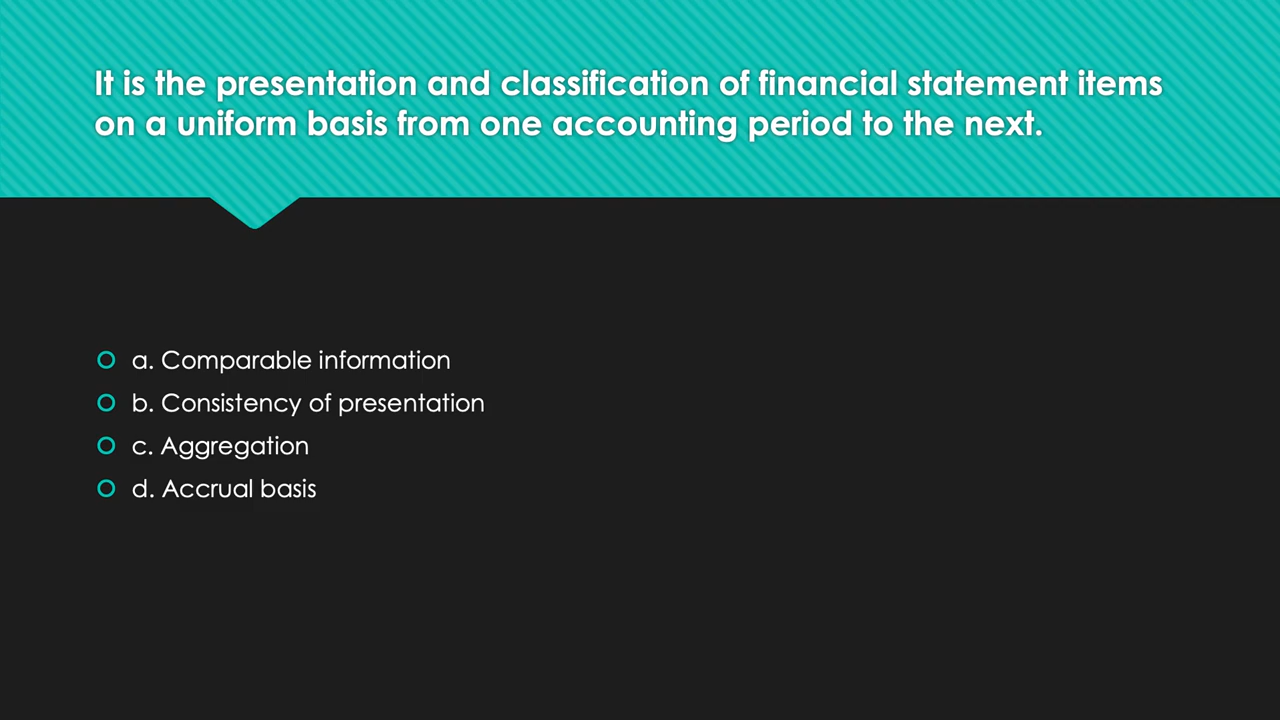 It is the presentation and classification of financial statement items
on a uniform basis from one accounting period to the next.
a. Comparable information
b. Consistency of presentation
c. Aggregation
d. Accrual basis